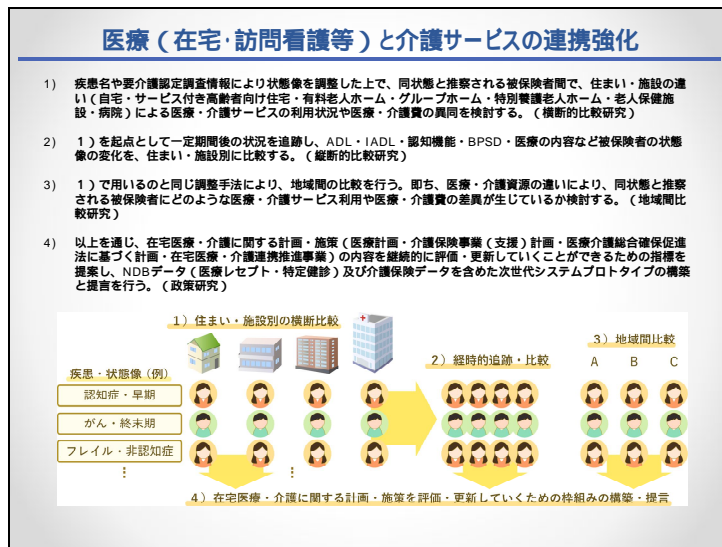 医療（在宅･訪問看護等）と介護サービスの連携強化
1) 疾患名や要介護認定調査情報により状態像を調整した上で、同状態と推察される被保険者間で、住まい・施設の違
い（自宅・サービス付き高齢者向け住宅・有料老人ホーム・グループホーム・特別養護老人ホーム・老人保健施
設・病院）による医療・介護サービスの利用状況や医療・介護費の異同を検討する。（横断的比較研究）
2) １）を起点として一定期間後の状況を追跡し、ADL・IADL・認知機能・BPSD・医療の内容など被保険者の状態
像の変化を、住まい・施設別に比較する。（縦断的比較研究）
3) １）で用いるのと同じ調整手法により、地域間の比較を行う。即ち、医療・介護資源の違いにより、同状態と推察
される被保険者にどのような医療・介護サービス利用や医療・介護費の差異が生じているか検討する。（地域間比
較研究）
4) 以上を通じ、在宅医療・介護に関する計画・施策（医療計画・介護保険事業（支援）計画・医療介護総合確保促進
法に基づく計画・在宅医療・介護連携推進事業）の内容を継続的に評価・更新していくことができるための指標を
提案し、NDBデータ（医療レセプト・特定健診）及び介護保険データを含めた次世代システムプロトタイプの構築
と提言を行う。（政策研究）
１）住まい・施設別の横断比較
２）経時的追跡・比較
３）地域間比較
A B C
疾患・状態像（例）
認知症・早期
がん・終末期
フレイル・非認知症
４）在宅医療・介護に関する計画・施策を評価・更新していくための枠組みの構築・提言